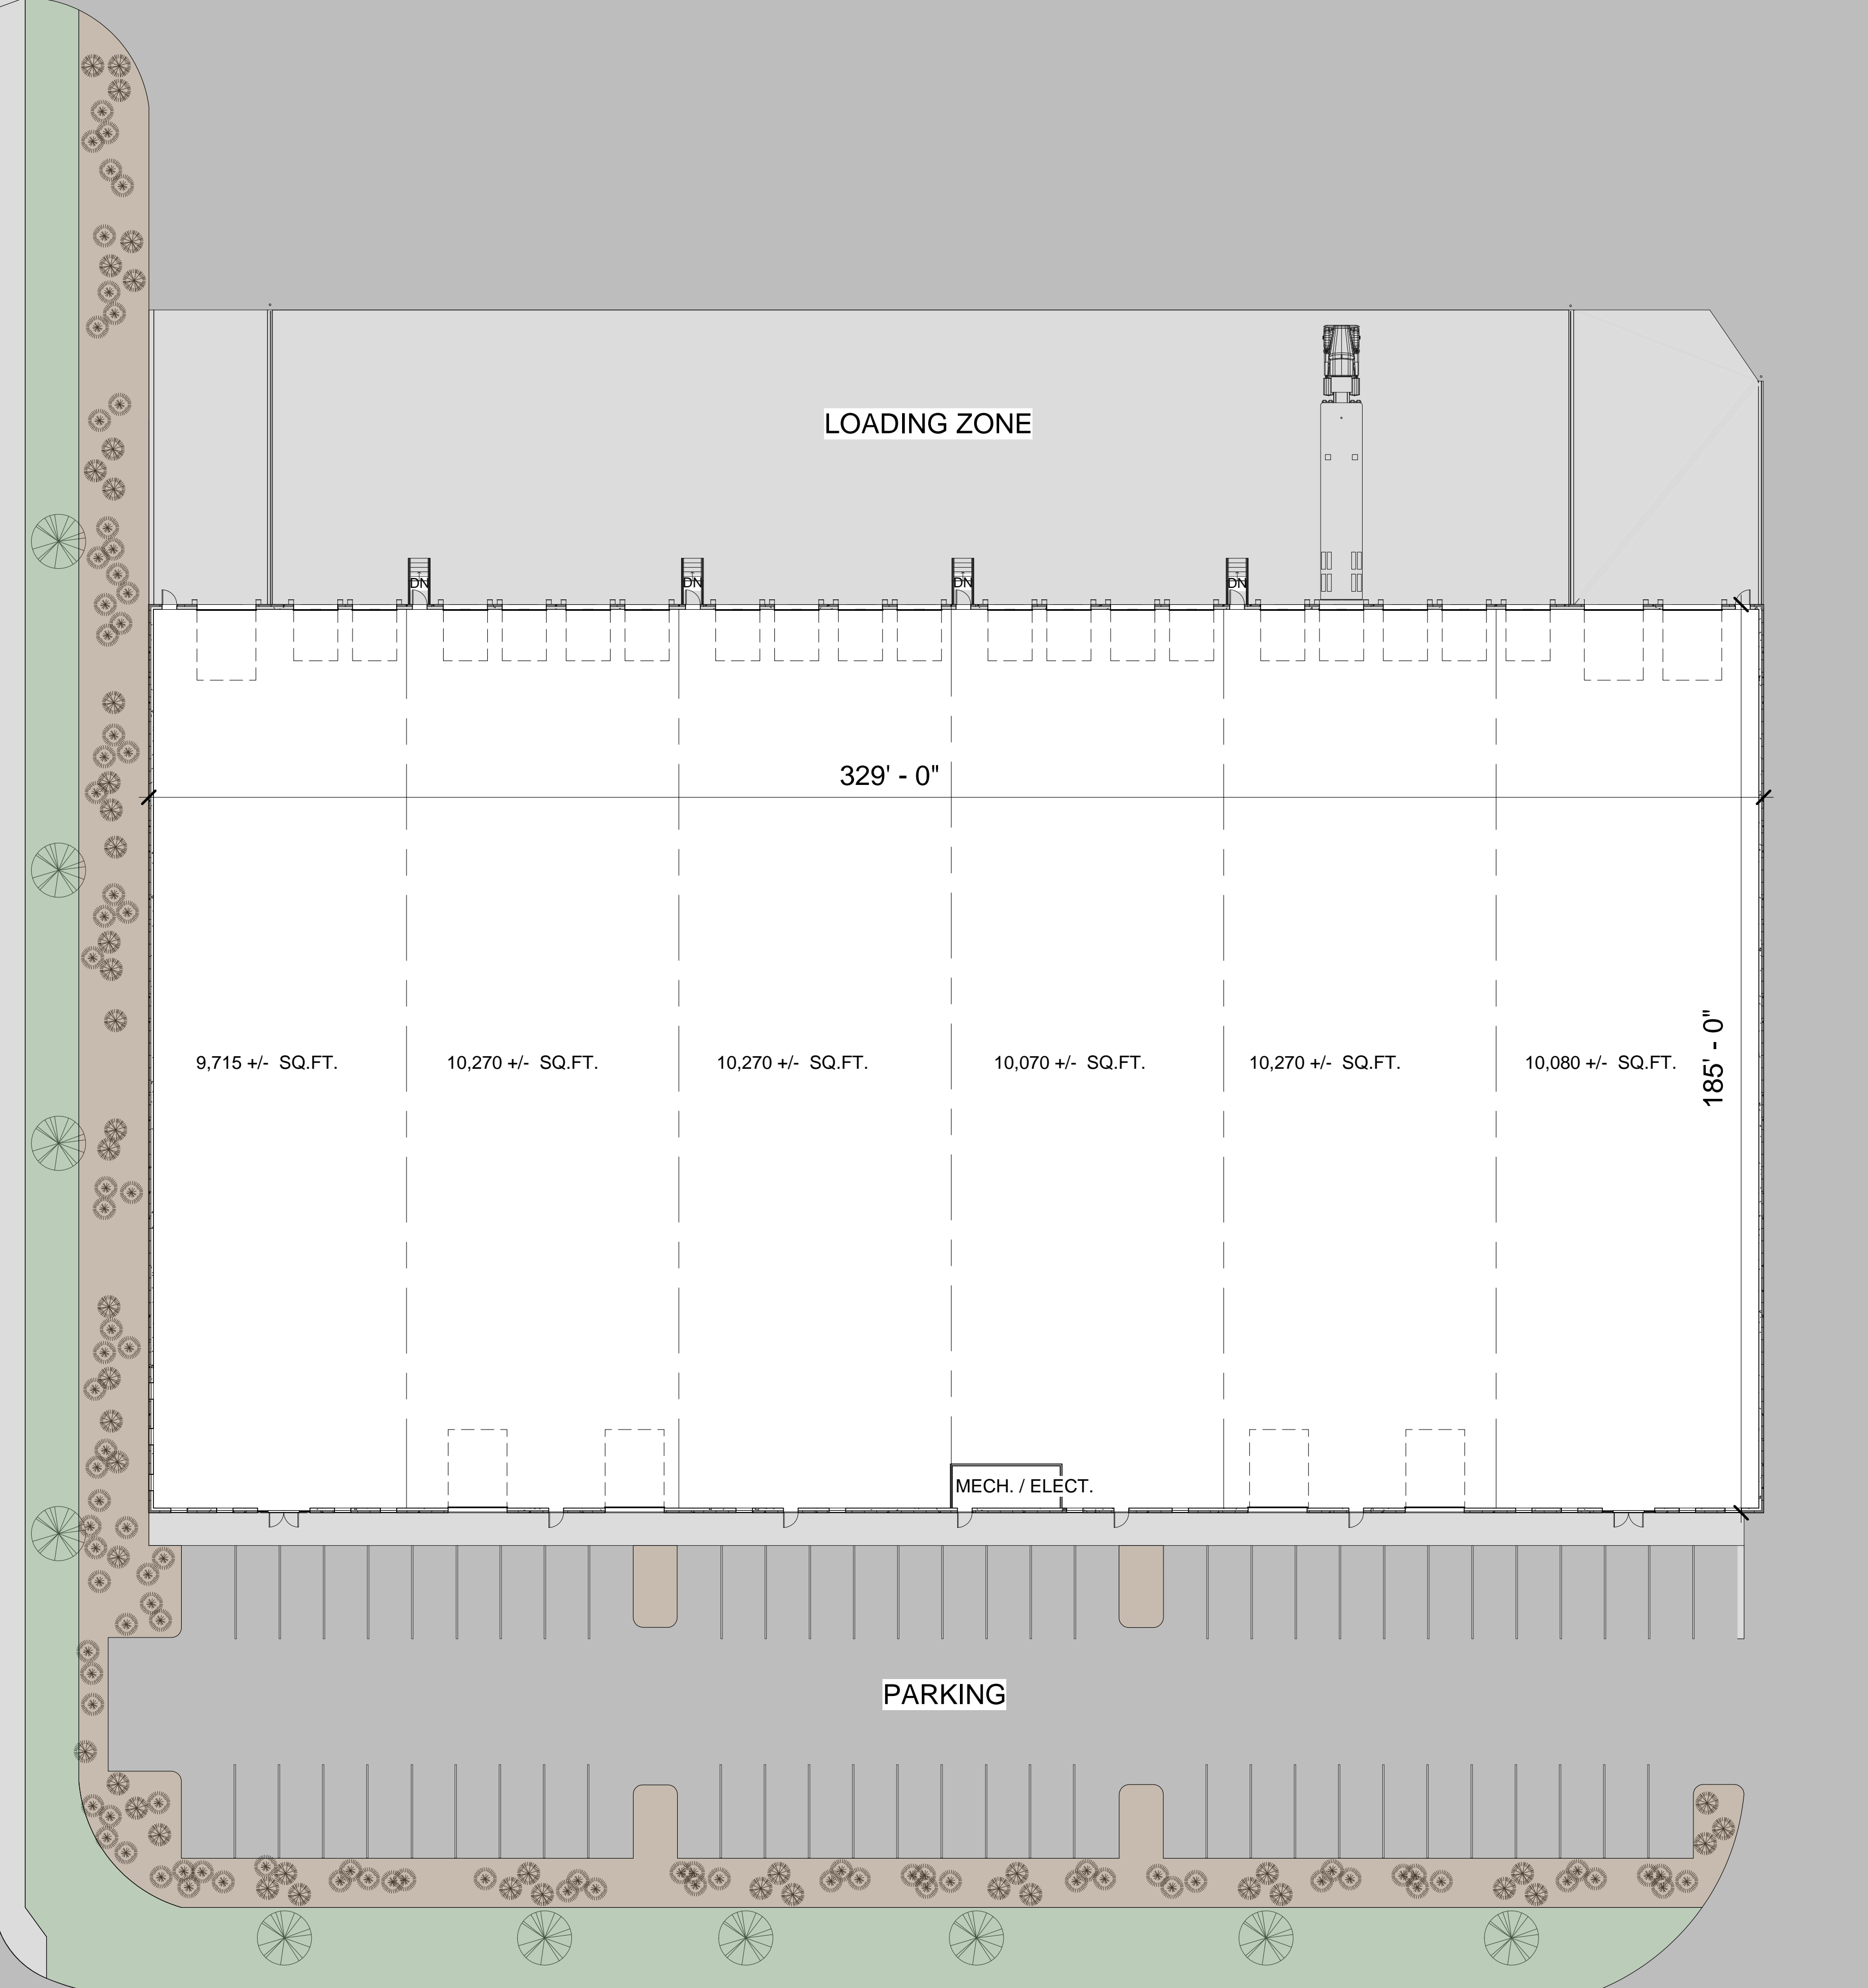 LOADING ZONE
DN
DN
DN
DN
329' - 0"
9,715 +/- SQ.FT.
10,270 +/- SQ.FT.
10,270 +/- SQ.FT.
10,070 +/- SQ.FT.
10,270 +/- SQ.FT.
10,080 +/- SQ.FT.
185' - 0"
MECH. / ELECT.
PARKING